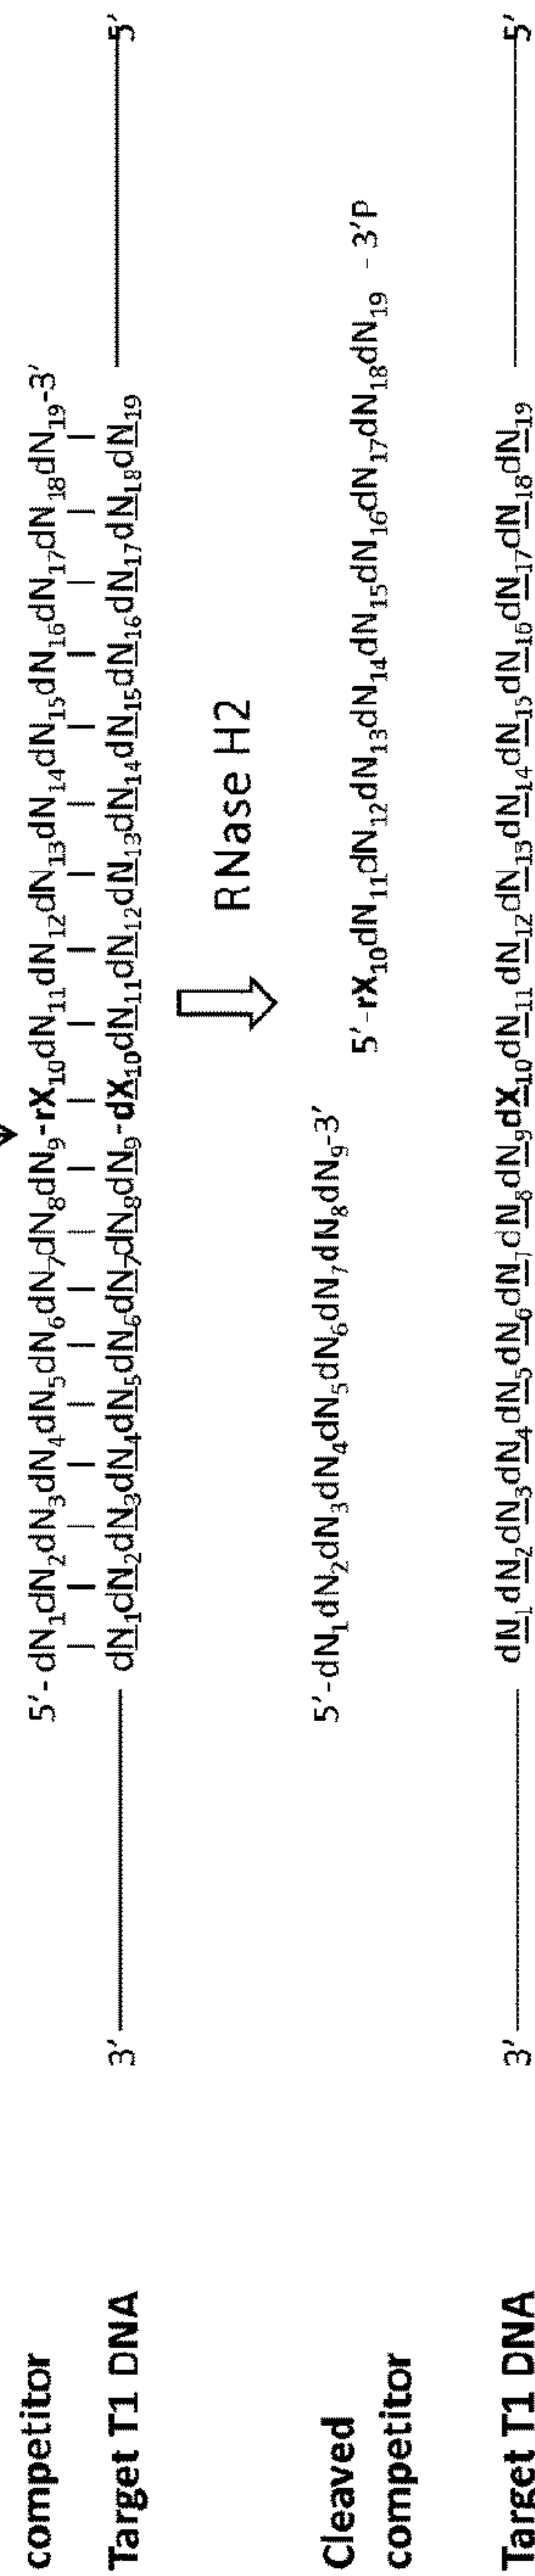 competitor 5′- dN1dN2dN3dN4dN5dN6dN7dN8dN9-rX10dN11dN12dN13dN14dN15dN16dN17dN18dN19-3′
Target T1 DNA 3′ dN1dN2dN3dN4dN5dN6dN7dN8dN9-dX10dN11dN12dN13dN14dN15dN16dN17dN18dN19 5′
RNase H2
Cleaved 5′-dN1dN2dN3dN4dN5dN6dN7dN8dN9-3′
competitor 5′-rX10dN11dN12dN13dN14dN15dN16dN17dN18dN19 - 3′P
Target T1 DNA 3′ dN1dN2dN3dN4dN5dN6dN7dN8dN9dX10dN11dN12dN13dN14dN15dN16dN17dN18dN19 5′